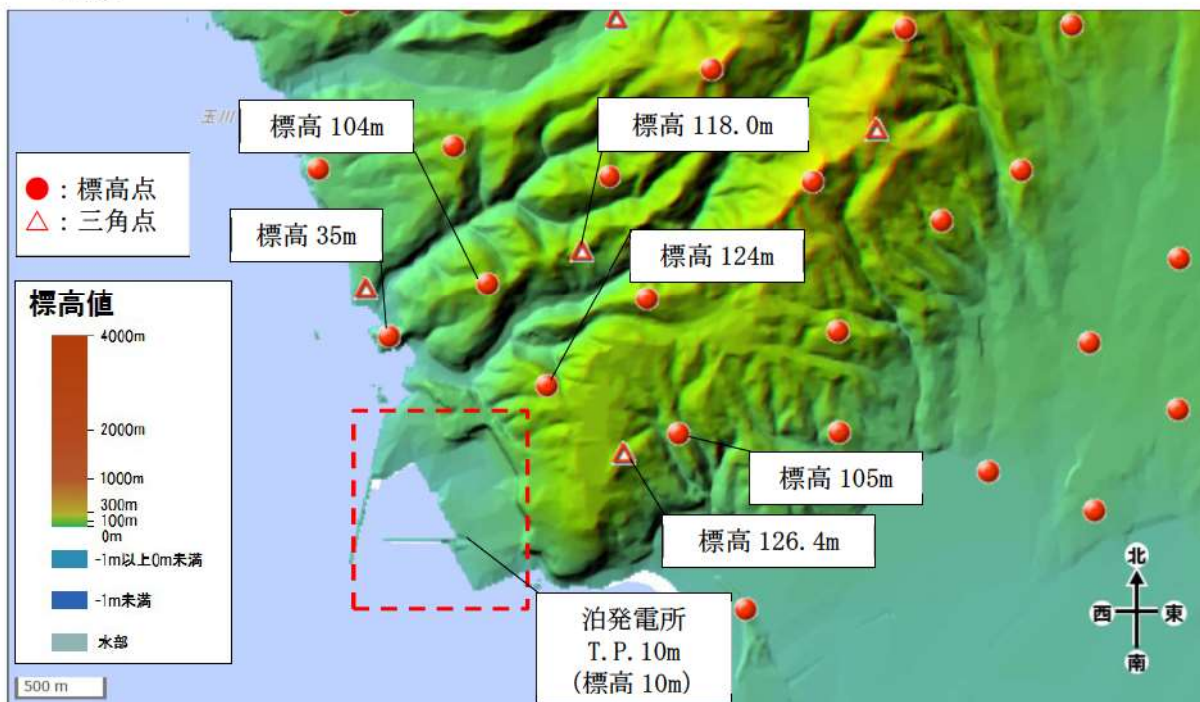 玉川
標高 104m
標高 118.0m
●：標高点
△：三角点
標高 35m
標高 124m
標高値
4000m
2000m
1000m
300m
100m
0m
-1m以上0m未満
-1m未満
水部
標高 105m
標高 126.4m
泊発電所
T.P.10m
(標高 10m)
北
西
東
南
500 m